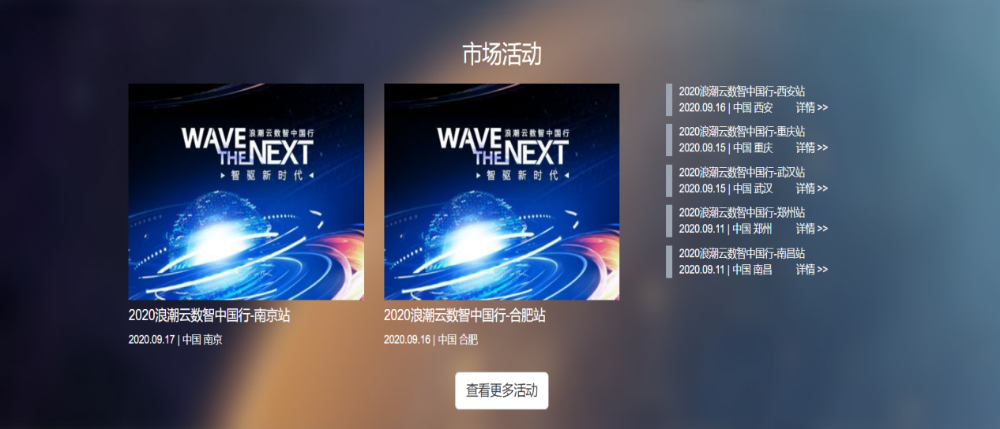 市场活动
WAVE 浪潮云数智中国行
THE NEXT
▸ 智 驱 新 时 代 ◂
2020浪潮云数智中国行-南京站
2020.09.17 | 中国 南京
WAVE 浪潮云数智中国行
THE NEXT
▸ 智 驱 新 时 代 ◂
2020浪潮云数智中国行-合肥站
2020.09.16 | 中国 合肥
2020浪潮云数智中国行-西安站
2020.09.16 | 中国 西安 详情 >>
2020浪潮云数智中国行-重庆站
2020.09.15 | 中国 重庆 详情 >>
2020浪潮云数智中国行-武汉站
2020.09.15 | 中国 武汉 详情 >>
2020浪潮云数智中国行-郑州站
2020.09.11 | 中国 郑州 详情 >>
2020浪潮云数智中国行-南昌站
2020.09.11 | 中国 南昌 详情 >>
查看更多活动